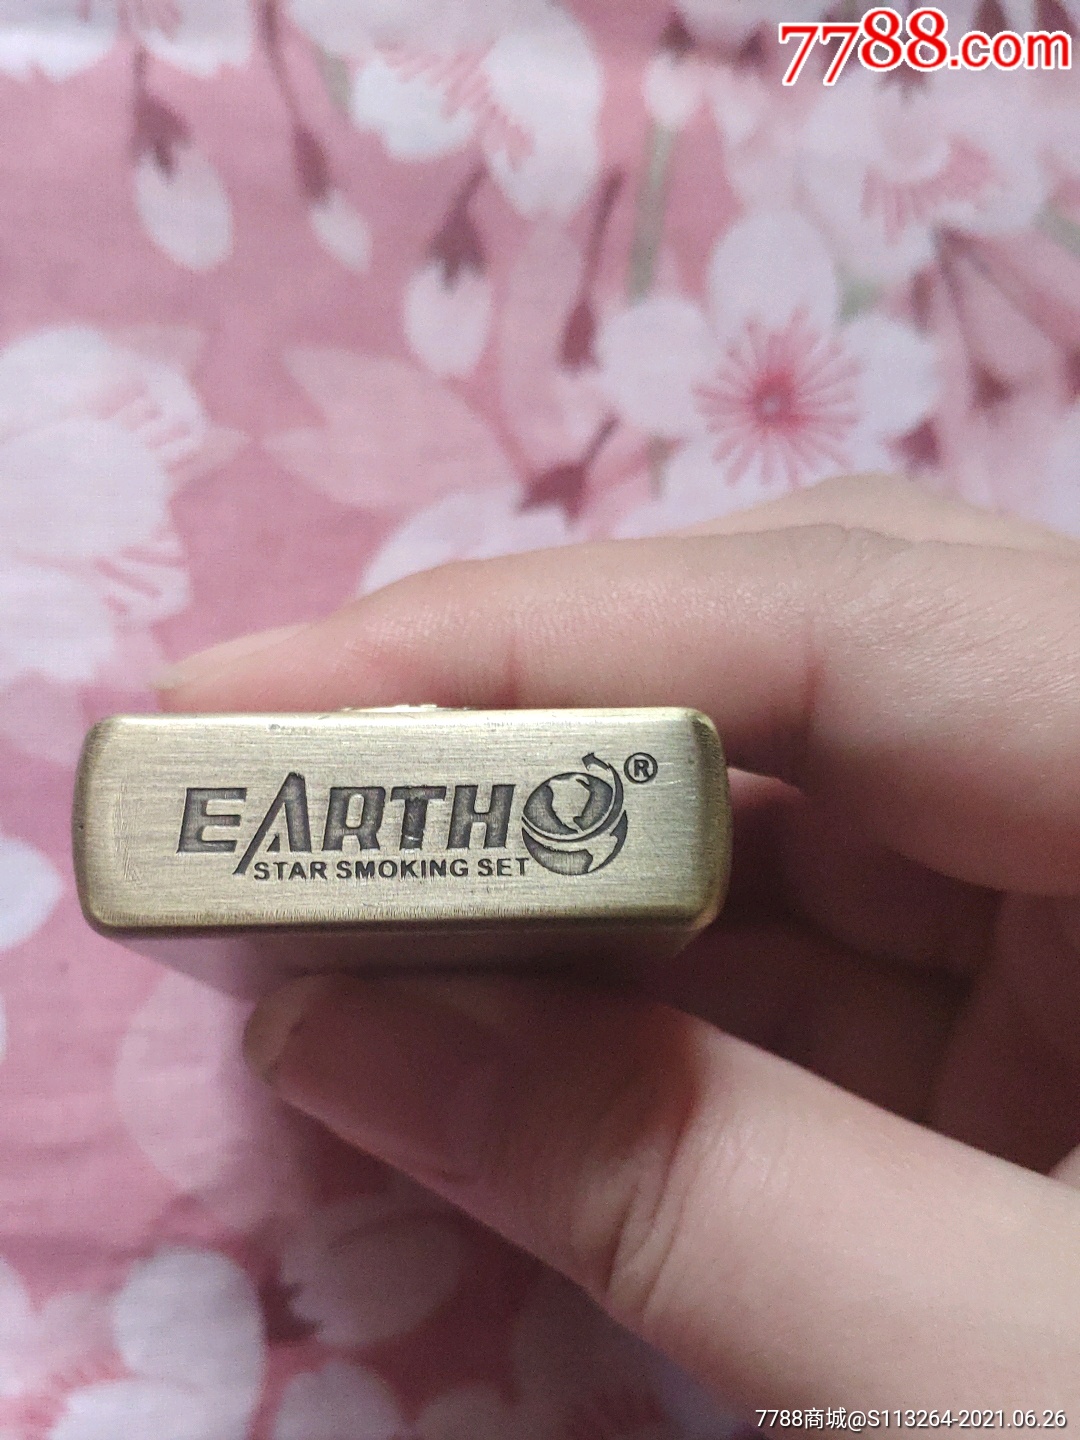 7788.com
EARTH®
STAR SMOKING SET
7788商城@S113264-2021.06.26